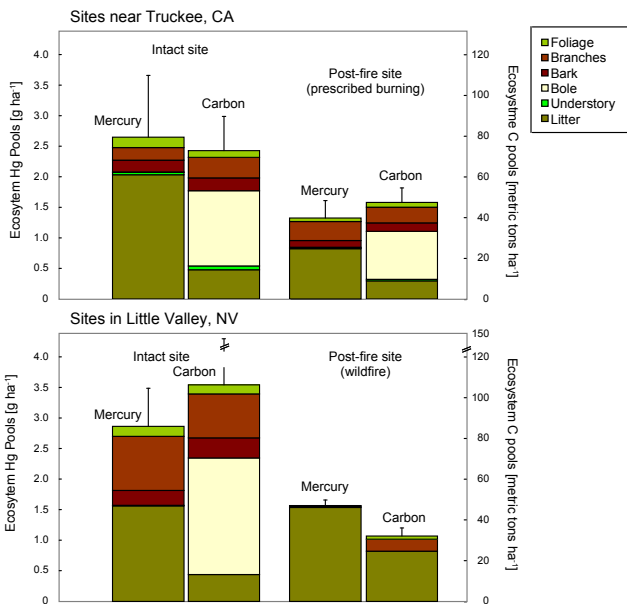 Sites near Truckee, CA
Ecosytem Hg Pools [g ha-1]
4.0
3.5
3.0
2.5
2.0
1.5
1.0
0.5
0
Intact site
Mercury
Carbon
Post-fire site
(prescribed burning)
Mercury
Carbon
120
100
80
60
40
20
0
Ecosystme C pools
[metric tons ha-1]
Foliage
Branches
Bark
Bole
Understory
Litter
Sites in Little Valley, NV
Ecosytem Hg Pools [g ha-1]
4.0
3.5
3.0
2.5
2.0
1.5
1.0
0.5
0
Intact site
Carbon
Mercury
Post-fire site
(wildfire)
Mercury
Carbon
150
120
100
80
60
40
20
0
Ecosystem C pools
[metric tons ha-1]